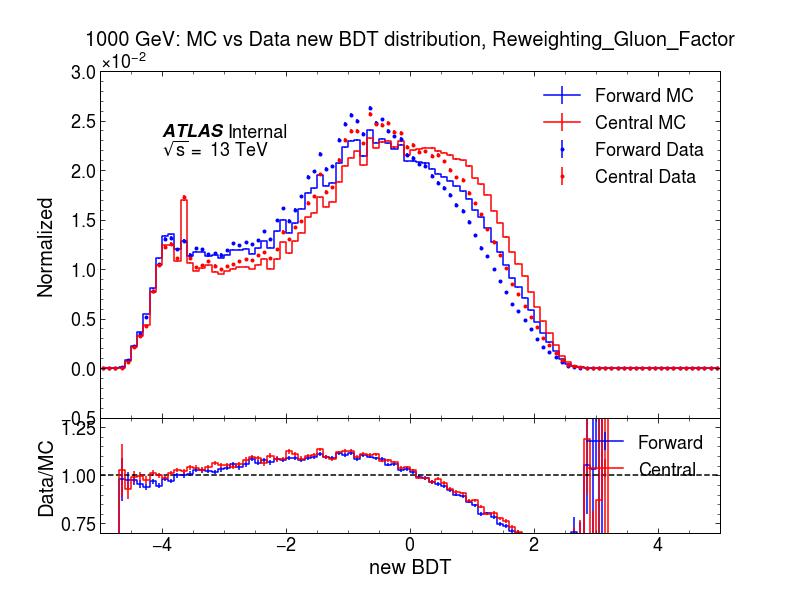 1000 GeV: MC vs Data new BDT distribution, Reweighting_Gluon_Factor
×10⁻²
3.0
2.5
2.0
1.5
1.0
0.5
0.0
0.5
Normalized
ATLAS Internal
√s = 13 TeV
Forward MC
Central MC
Forward Data
Central Data
1.25
1.00
0.75
Data/MC
Forward
Central
−4 −2 0 2 4
new BDT